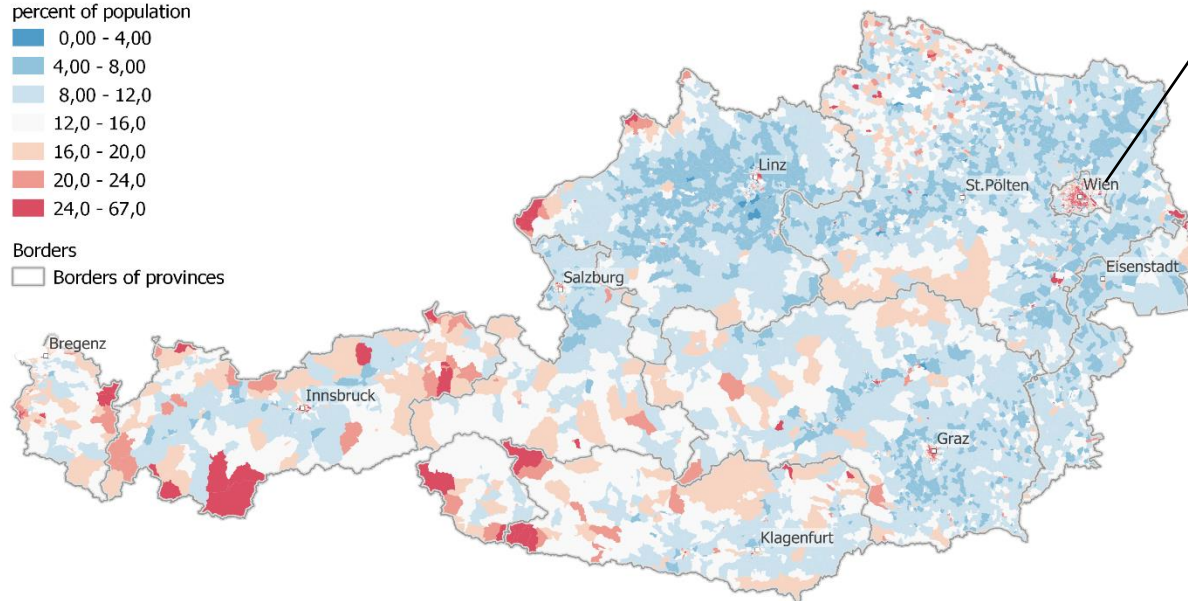 percent of population
0,00 - 4,00
4,00 - 8,00
8,00 - 12,0
12,0 - 16,0
16,0 - 20,0
20,0 - 24,0
24,0 - 67,0
Borders
Borders of provinces
Linz
St.Pölten
Wien
Salzburg
Eisenstadt
Bregenz
Innsbruck
Graz
Klagenfurt